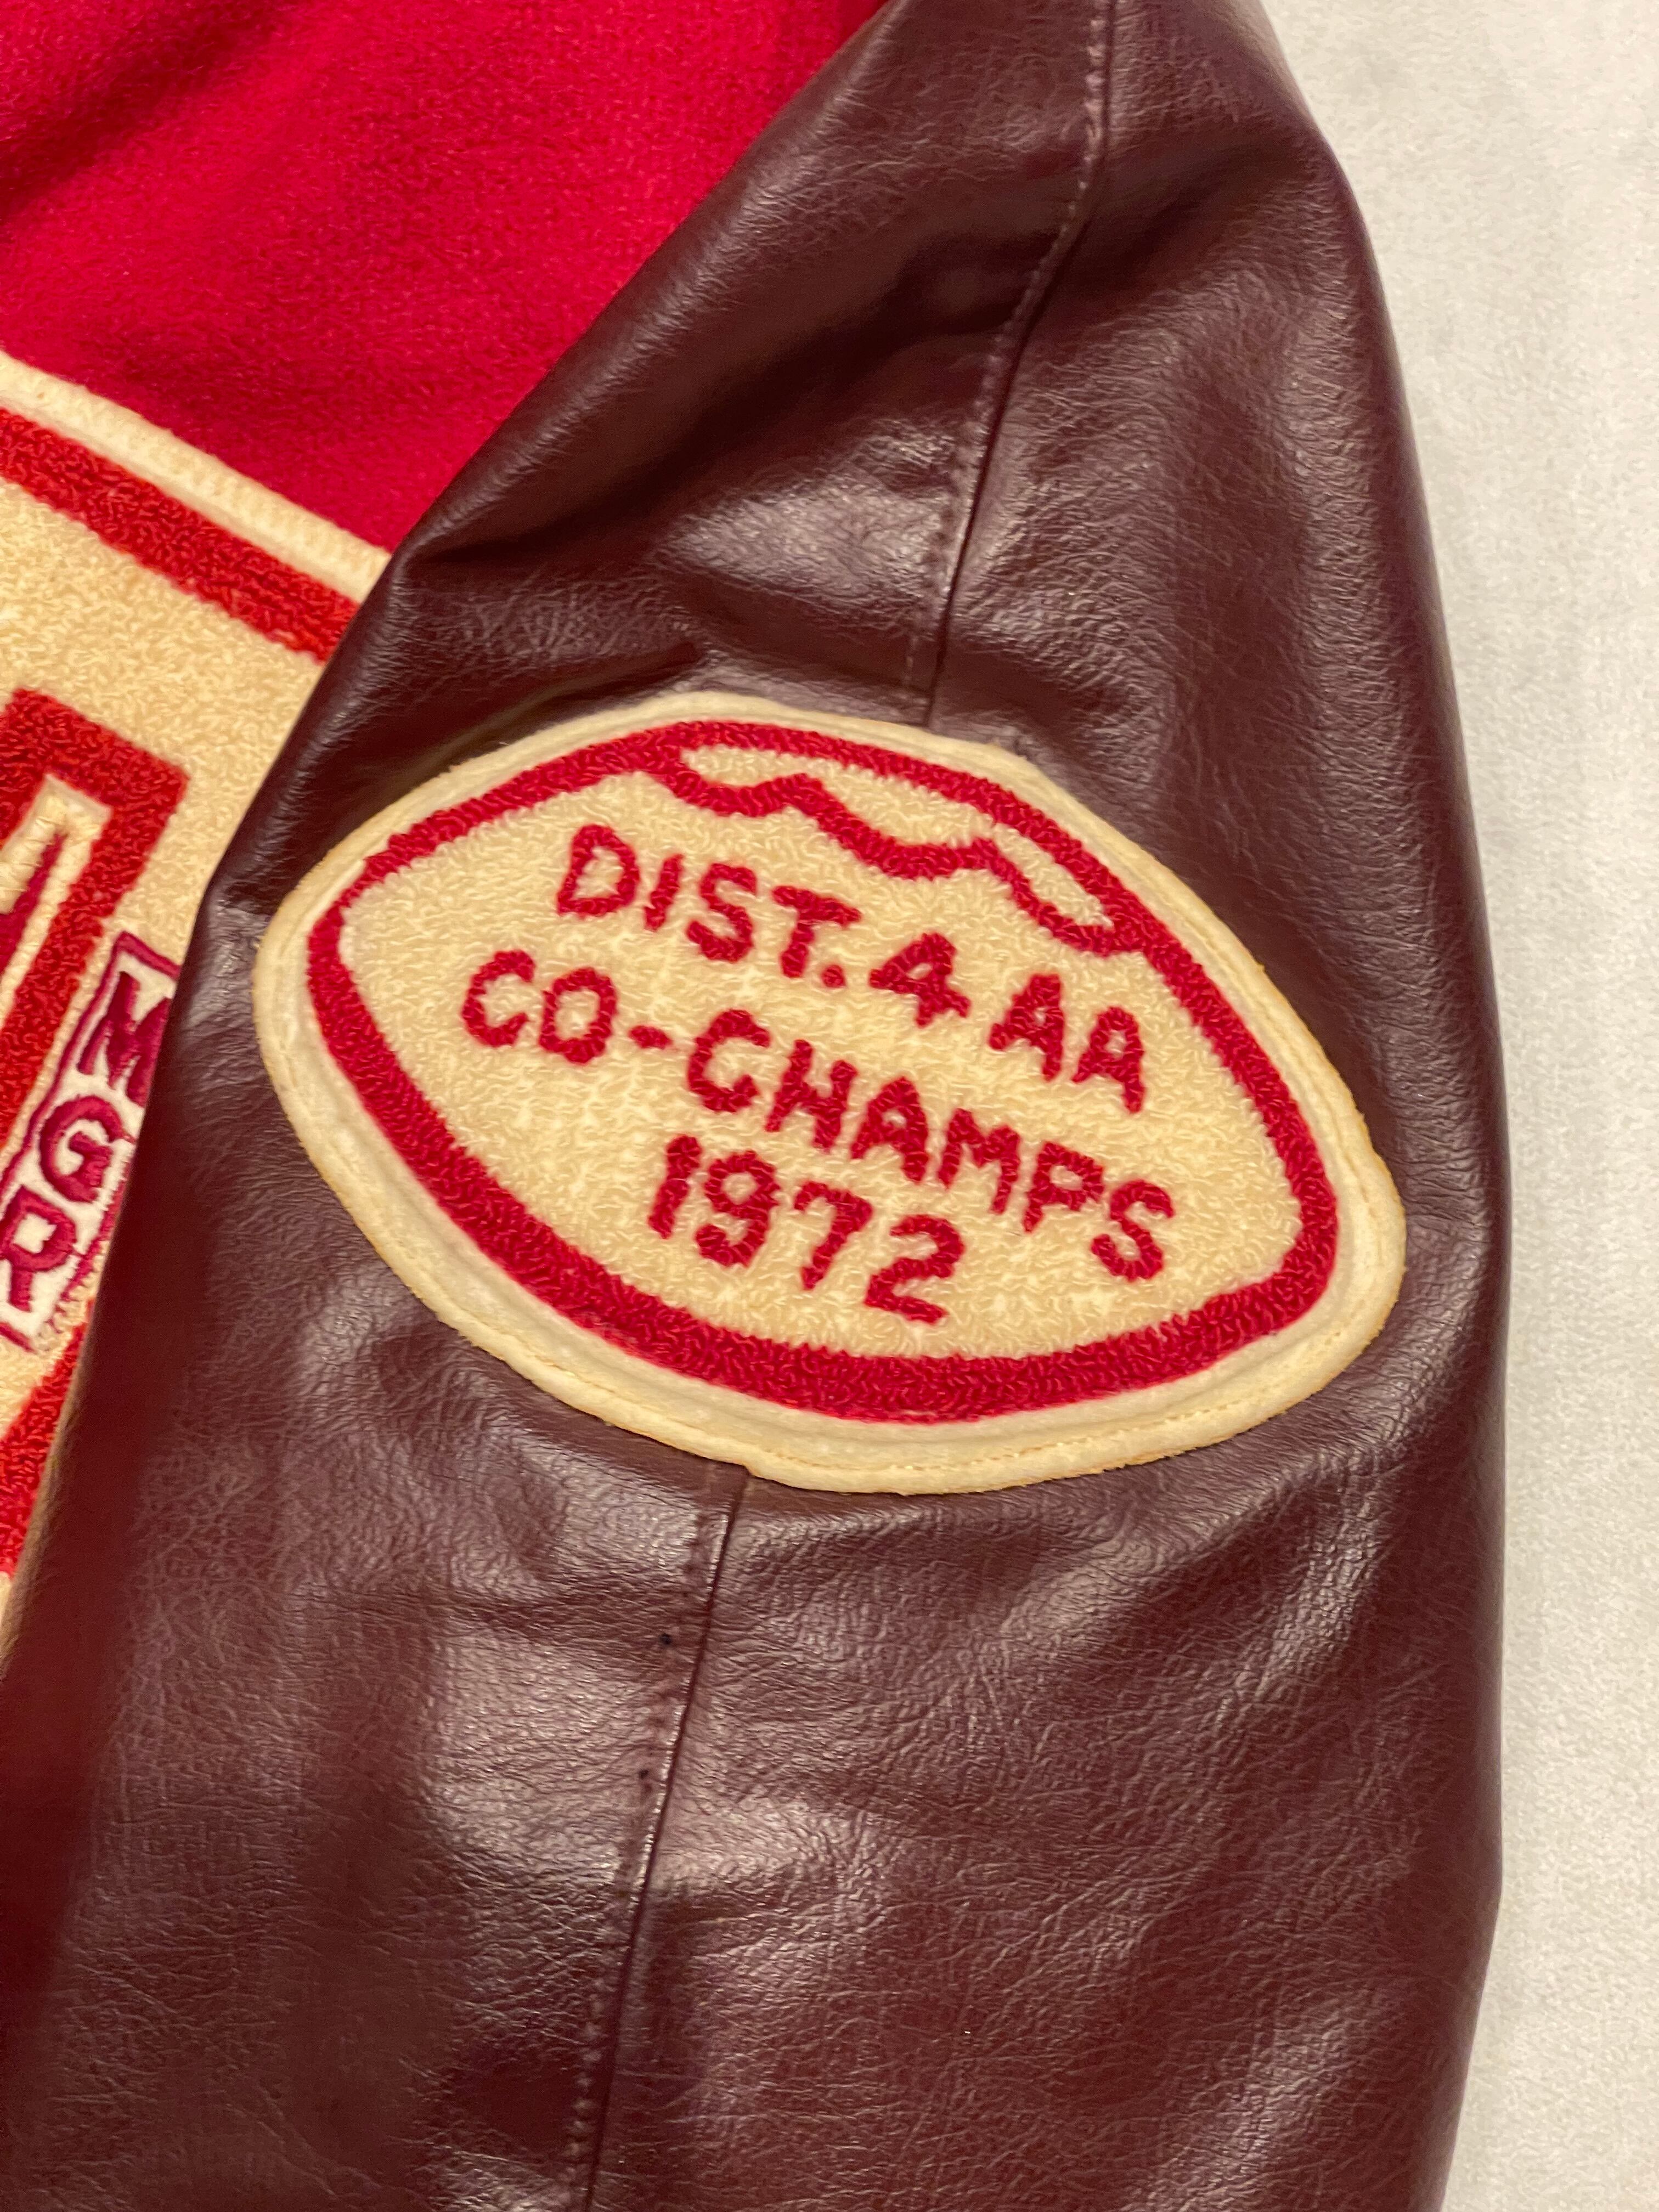 DIST. 4 AA
CO-CHAMPS
1972